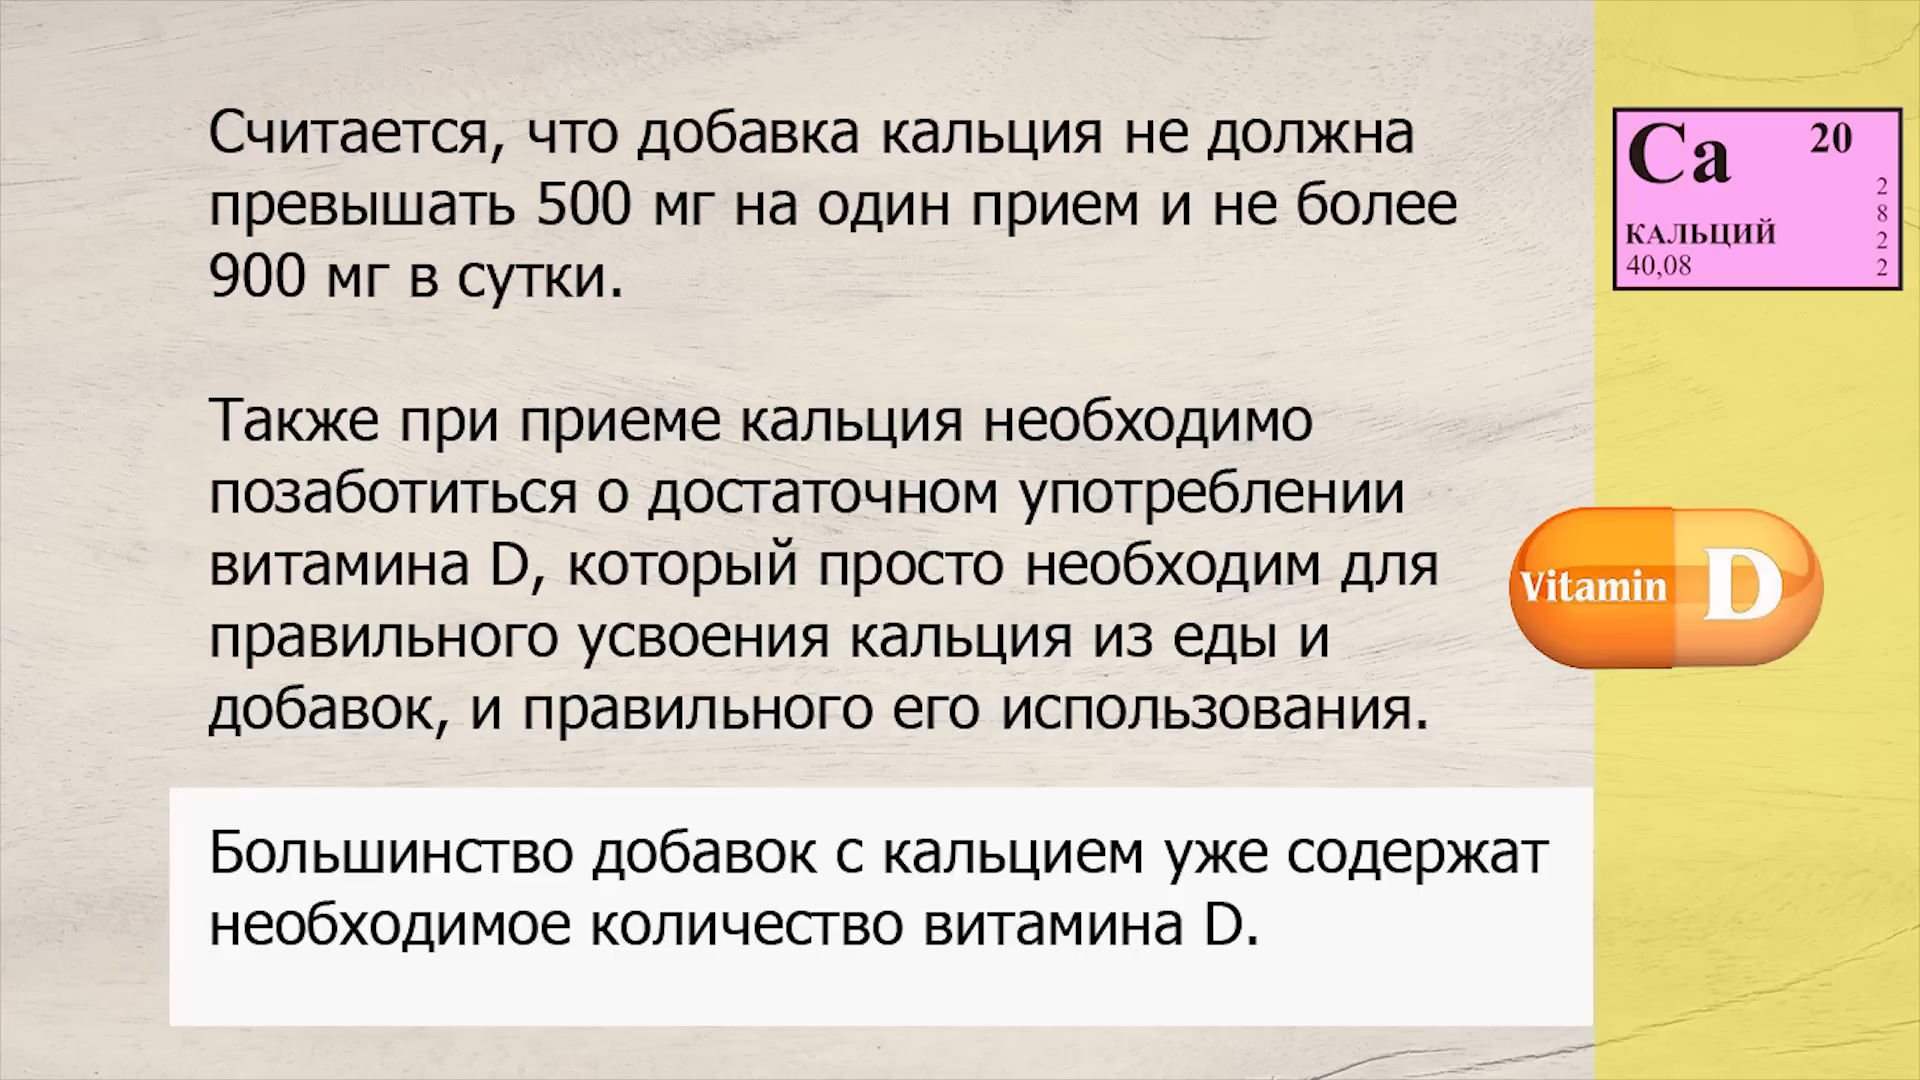 Считается, что добавка кальция не должна
превышать 500 мг на один прием и не более
900 мг в сутки.
Также при приеме кальция необходимо
позаботиться о достаточном употреблении
витамина D, который просто необходим для
правильного усвоения кальция из еды и
добавок, и правильного его использования.
Большинство добавок с кальцием уже содержат
необходимое количество витамина D.
Ca 20
2
8
КАЛЬЦИЙ 2
40,08 2
Vitamin D